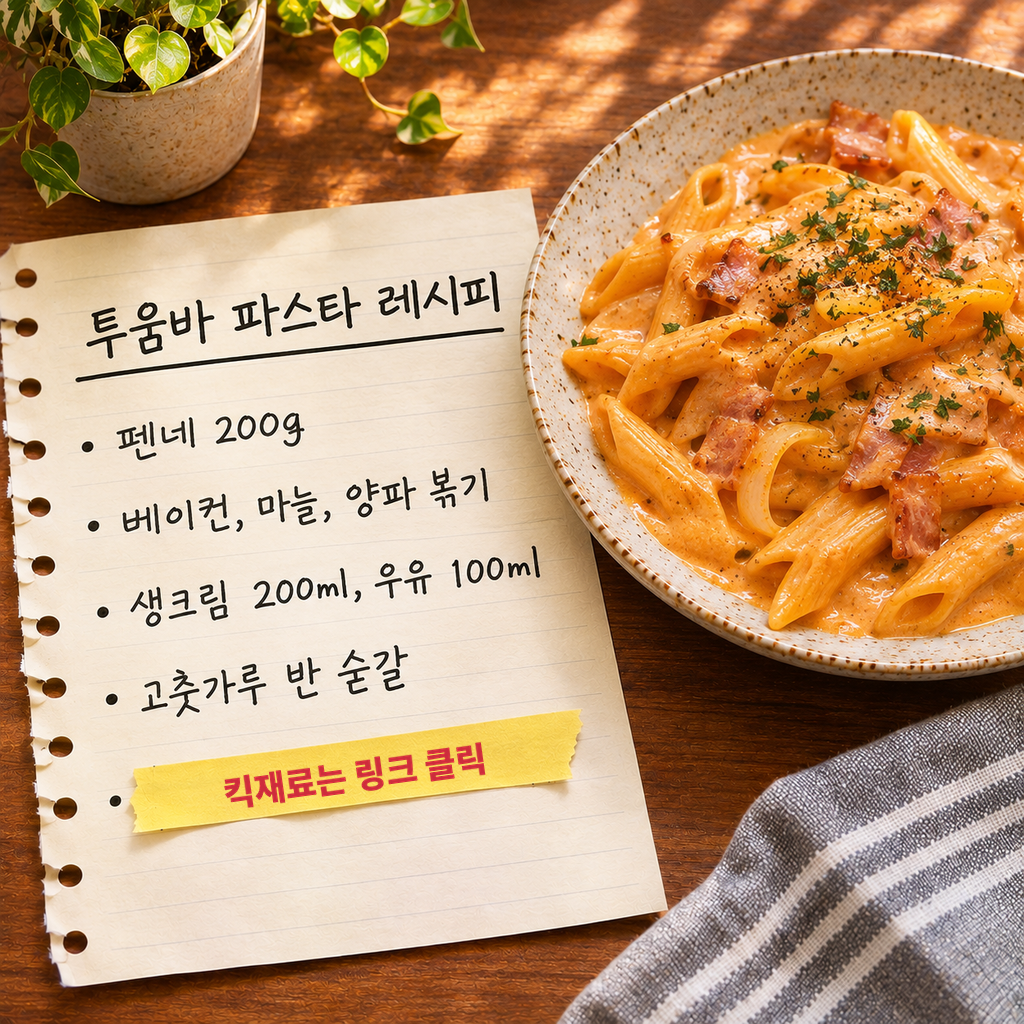 투움바 파스타 레시피
• 펜네 200g
• 베이컨, 마늘, 양파 볶기
• 생크림 200ml, 우유 100ml
• 고춧가루 반 숟갈
• 킥재료는 링크 클릭